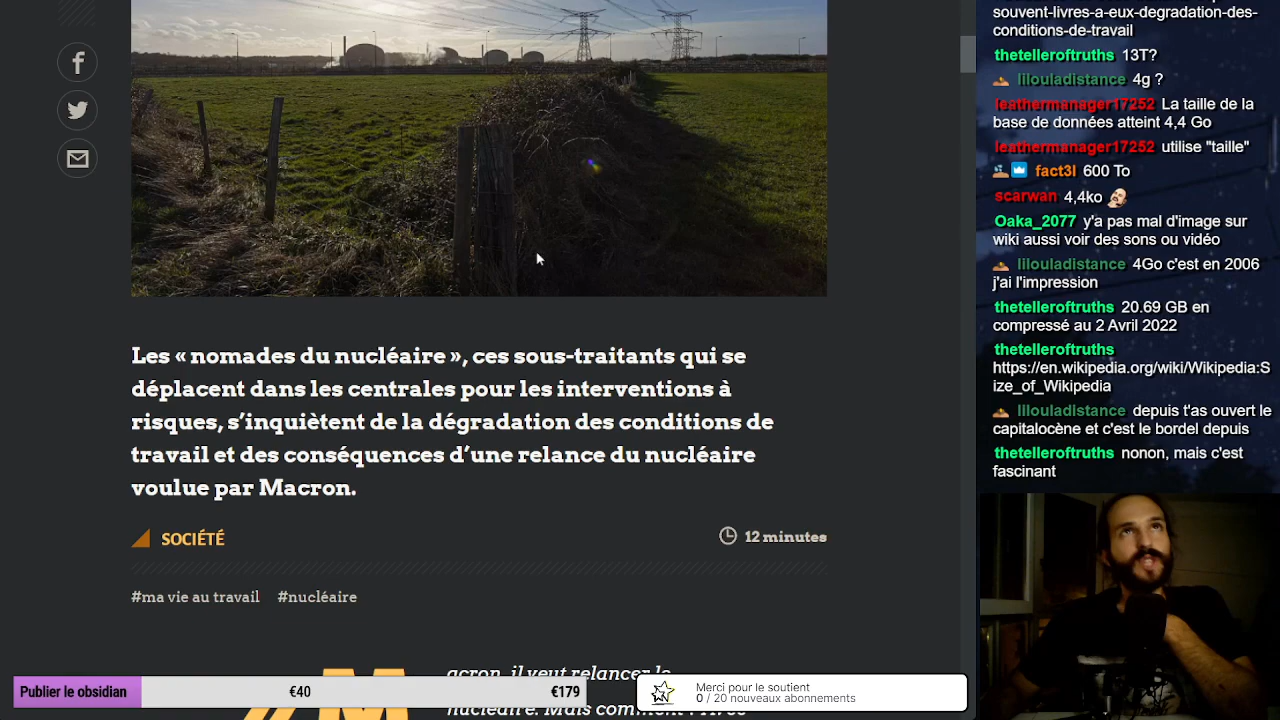 Les « nomades du nucléaire », ces sous-traitants qui se
déplacent dans les centrales pour les interventions à
risques, s’inquiètent de la dégradation des conditions de
travail et des conséquences d’une relance du nucléaire
voulue par Macron.
SOCIÉTÉ
12 minutes
#ma vie au travail #nucléaire
«M
acron, il veut relancer le
nucléaire. Mais comment ? Avec
Publier le obsidian
€40
€179
Merci pour le soutient
0 / 20 nouveaux abonnements
souvent-livres-a-eux-degradation-des-
conditions-de-travail
thetelleroftruths 13T?
lilouladistance 4g ?
leathermanager17252 La taille de la
base de données atteint 4,4 Go
leathermanager17252 utilise "taille"
fact3l 600 To
scarwan 4,4ko
Oaka_2077 y'a pas mal d'image sur
wiki aussi voir des sons ou vidéo
lilouladistance 4Go c'est en 2006
j'ai l'impression
thetelleroftruths 20.69 GB en
compressé au 2 Avril 2022
thetelleroftruths
https://en.wikipedia.org/wiki/Wikipedia:S
ize_of_Wikipedia
lilouladistance depuis t'as ouvert le
capitalocène et c'est le bordel depuis
thetelleroftruths nonon, mais c'est
fascinant